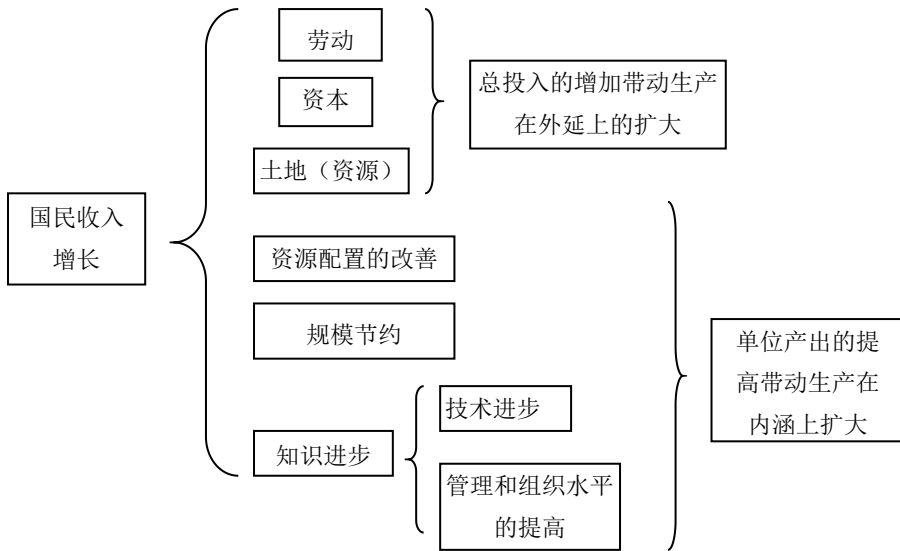 劳动
资本
土地（资源）
总投入的增加带动生产
在外延上的扩大
国民收入
增长
资源配置的改善
规模节约
知识进步
技术进步
管理和组织水平
的提高
单位产出的提
高带动生产在
内涵上扩大